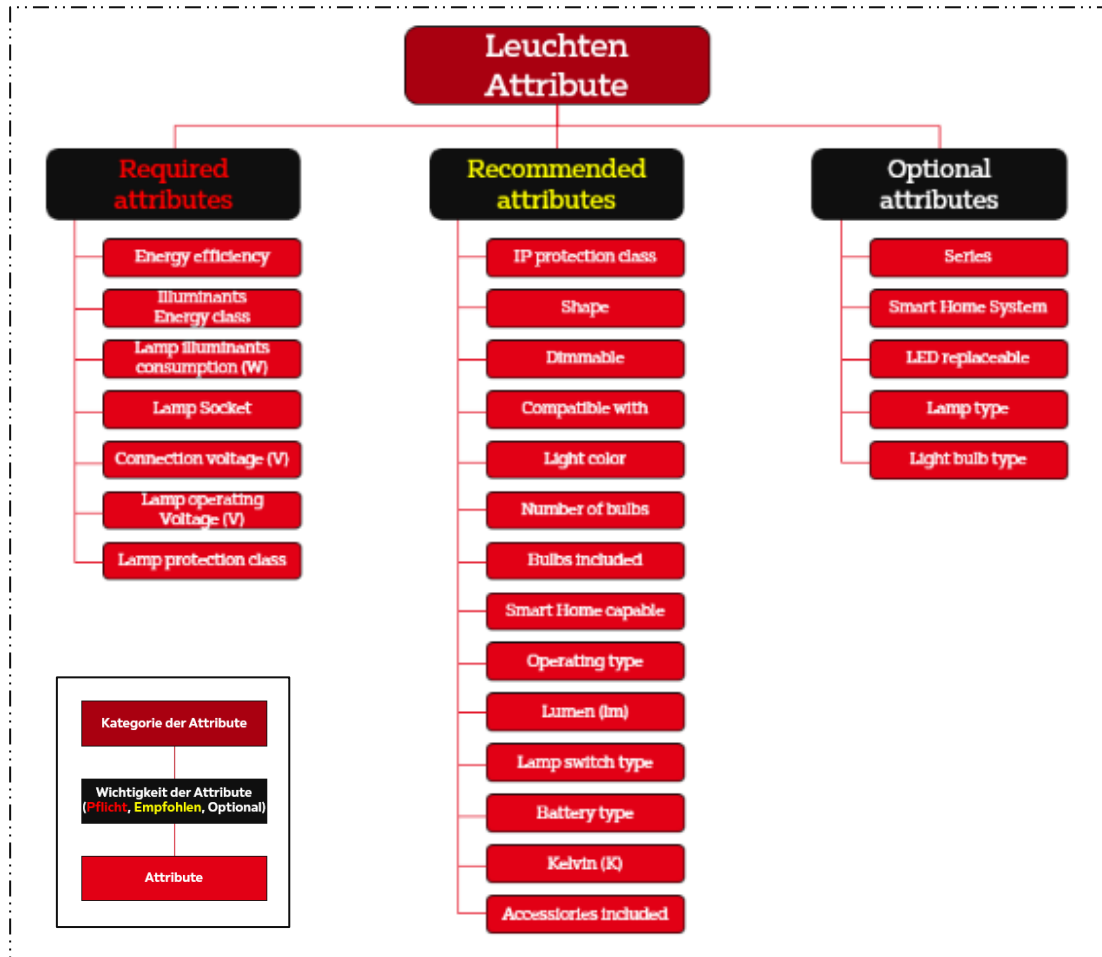 Leuchten
Attribute
Required
attributes
Energy efficiency
Illuminants
Energy class
Lamp illuminants
consumption (W)
Lamp Socket
Connection voltage (V)
Lamp operating
Voltage (V)
Lamp protection class
Recommended
attributes
IP protection class
Shape
Dimmable
Compatible with
Light color
Number of bulbs
Bulbs included
Smart Home capable
Operating type
Lumen (lm)
Lamp switch type
Battery type
Kelvin (K)
Accessiories included
Optional
attributes
Series
Smart Home System
LED replaceable
Lamp type
Light bulb type
Kategorie der Attribute
Wichtigkeit der Attribute
(Pflicht, Empfohlen, Optional)
Attribute